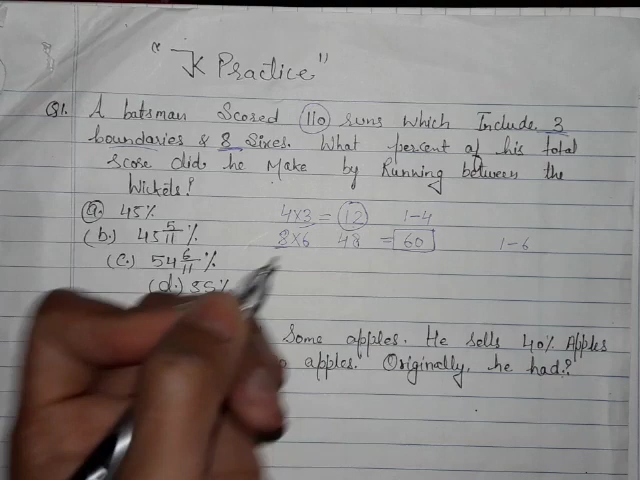 "JK Practice"
Q1. A batsman Scored 110 runs which Include 3
boundaries & 8 Sixes. What percent of his total
score did he Make by Running between the
Wickets?
(a.) 45% 4×3 = 12 1-4
(b.) 45 5/11 % 8×6 48 = 60 1-6
(c.) 54 6/11 %
(d.) 55%
Some apples. He sells 40% Apples
apples. Originally, he had?